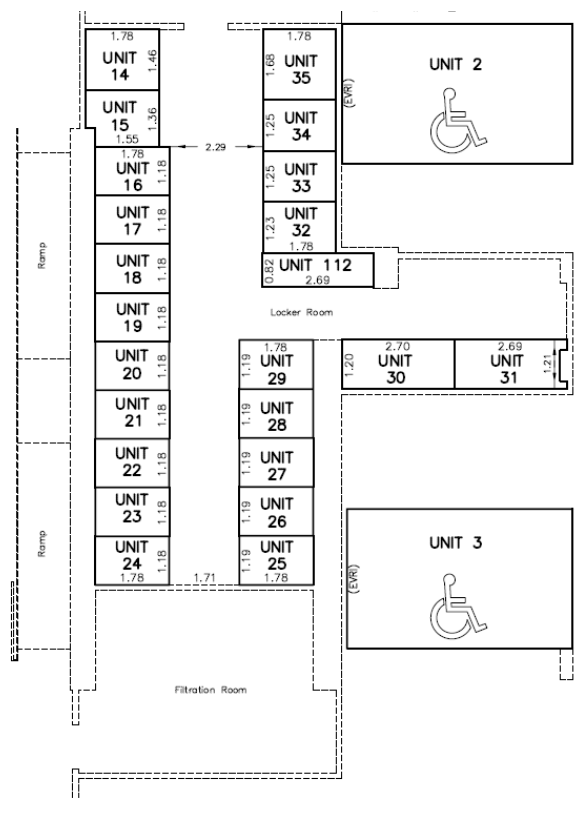 1.78
UNIT
14
1.46
UNIT
15
1.36
1.55
1.78
UNIT
16
1.18
UNIT
17
1.18
UNIT
18
1.18
UNIT
19
1.18
UNIT
20
1.18
UNIT
21
1.18
UNIT
22
1.18
UNIT
23
1.18
UNIT
24
1.18
1.78
Ramp
Ramp
2.29
1.78
1.68
UNIT
35
1.25
UNIT
34
1.25
UNIT
33
1.23
UNIT
32
1.78
0.82
UNIT 112
2.69
Locker Room
1.78
1.19
UNIT
29
1.19
UNIT
28
1.19
UNIT
27
1.19
UNIT
26
1.19
UNIT
25
1.78
1.71
UNIT 2
(EVRI)
2.70
1.20
UNIT
30
2.69
UNIT
31
1.21
UNIT 3
(EVRI)
Filtration Room